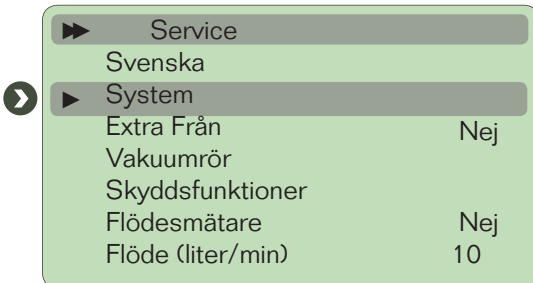 Service
Svenska
System
Extra Från Nej
Vakuumrör
Skyddsfunktioner
Flödesmätare Nej
Flöde (liter/min) 10